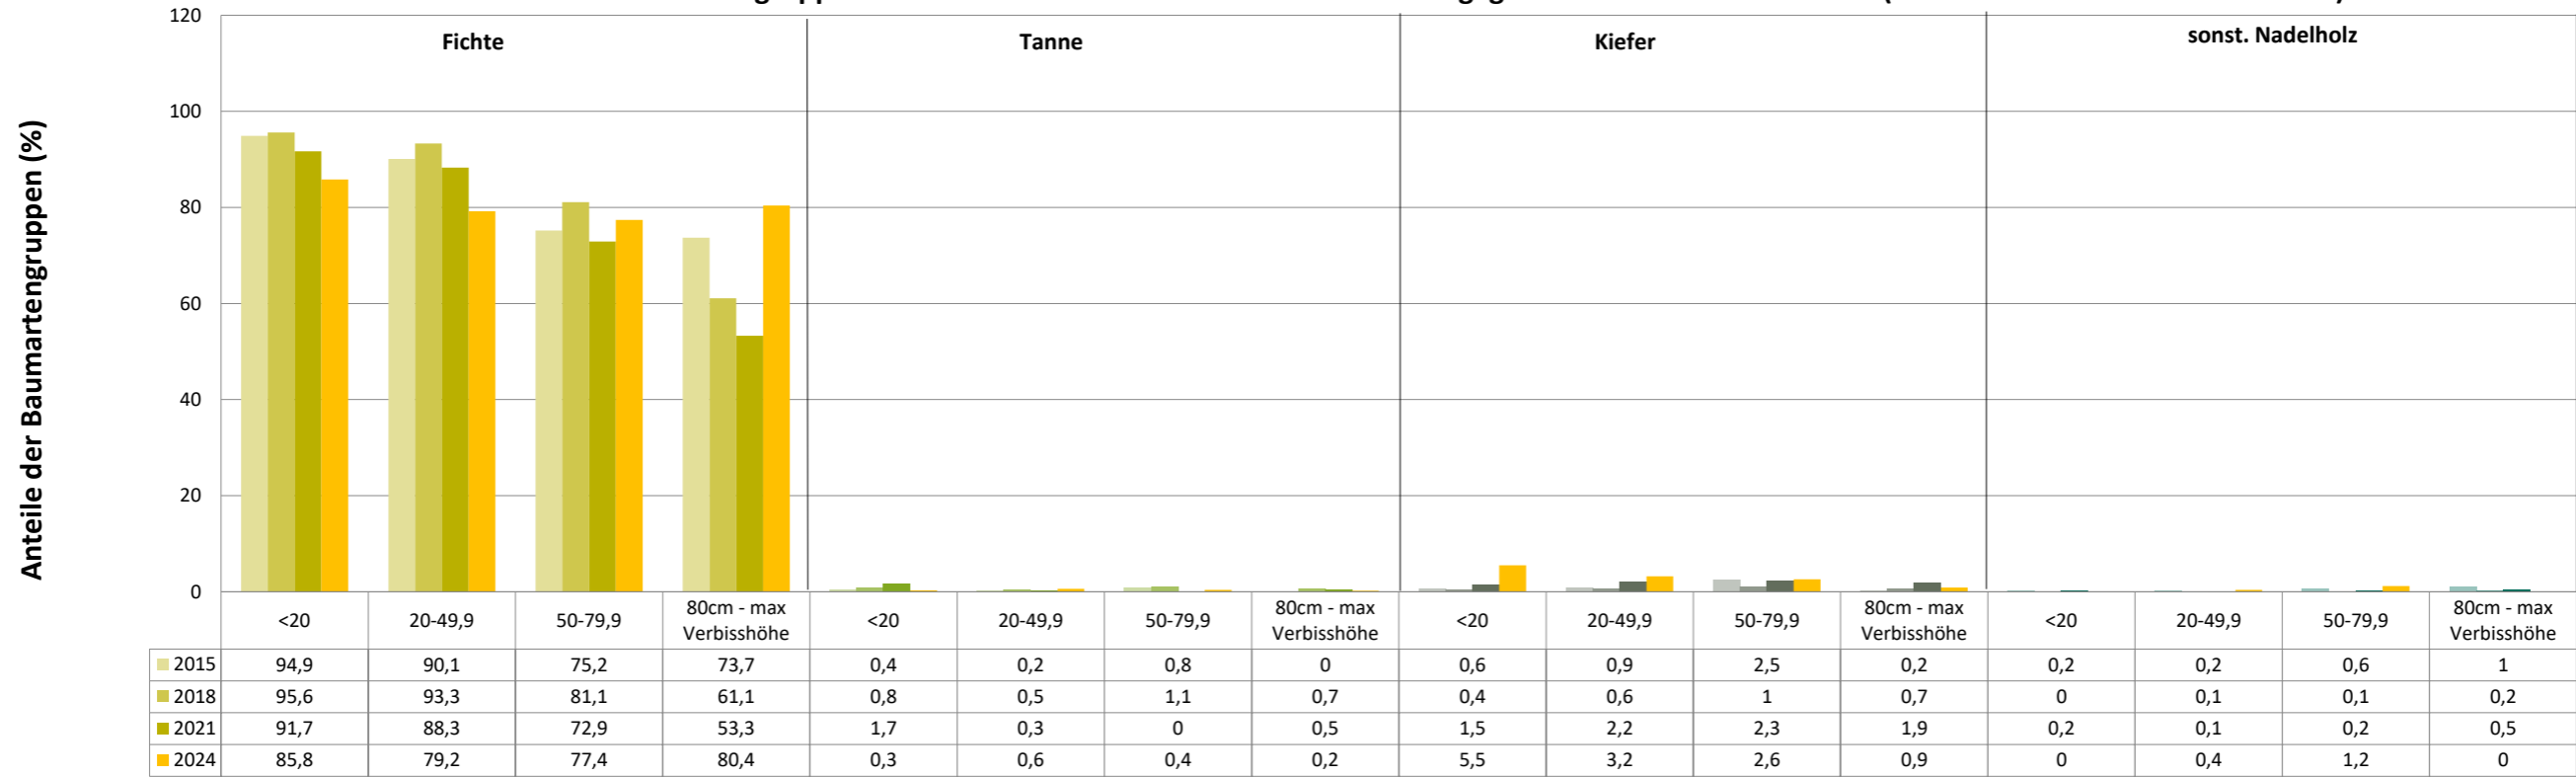 120
Fichte
Tanne
Kiefer
sonst. Nadelholz
100
80
60
40
20
0
Anteile der Baumartengruppen (%)
<20 20-49,9 50-79,9 80cm - max Verbisshöhe <20 20-49,9 50-79,9 80cm - max Verbisshöhe <20 20-49,9 50-79,9 80cm - max Verbisshöhe <20 20-49,9 50-79,9 80cm - max Verbisshöhe
2015 94,9 90,1 75,2 73,7 0,4 0,2 0,8 0 0,6 0,9 2,5 0,2 0,2 0,2 0,6 1
2018 95,6 93,3 81,1 61,1 0,8 0,5 1,1 0,7 0,4 0,6 1 0,7 0 0,1 0,1 0,2
2021 91,7 88,3 72,9 53,3 1,7 0,3 0 0,5 1,5 2,2 2,3 1,9 0,2 0,1 0,2 0,5
2024 85,8 79,2 77,4 80,4 0,3 0,6 0,4 0,2 5,5 3,2 2,6 0,9 0 0,4 1,2 0